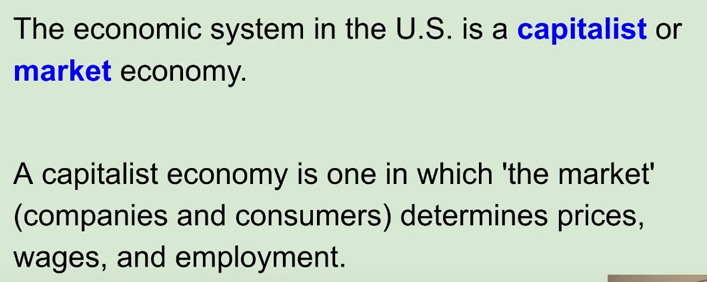 The economic system in the U.S. is a capitalist or
market economy.
A capitalist economy is one in which 'the market'
(companies and consumers) determines prices,
wages, and employment.